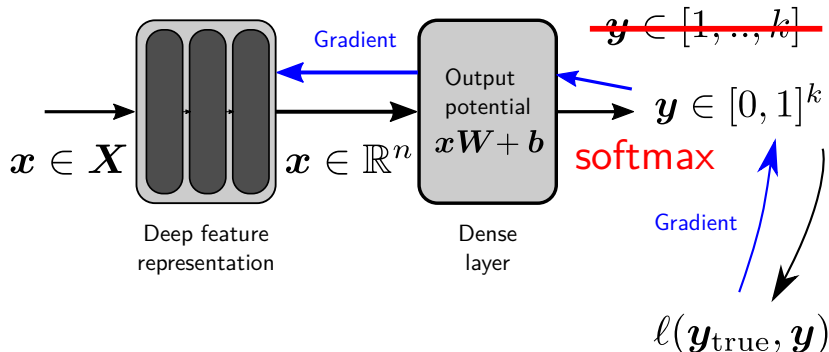 y ∈ [1,..,k]
Gradient
Output
potential
xW + b
y ∈ [0, 1]^k
x ∈ X
x ∈ ℝ^n
softmax
Deep feature
representation
Dense
layer
Gradient
ℓ(y_true, y)